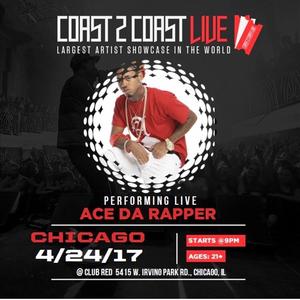 COAST 2 COAST LIVE
LARGEST ARTIST SHOWCASE IN THE WORLD
PERFORMING LIVE
ACE DA RAPPER
CHICAGO
4/24/17
STARTS @9PM
AGES: 21+
@ CLUB RED 5415 W. IRVING PARK RD., CHICAGO, IL